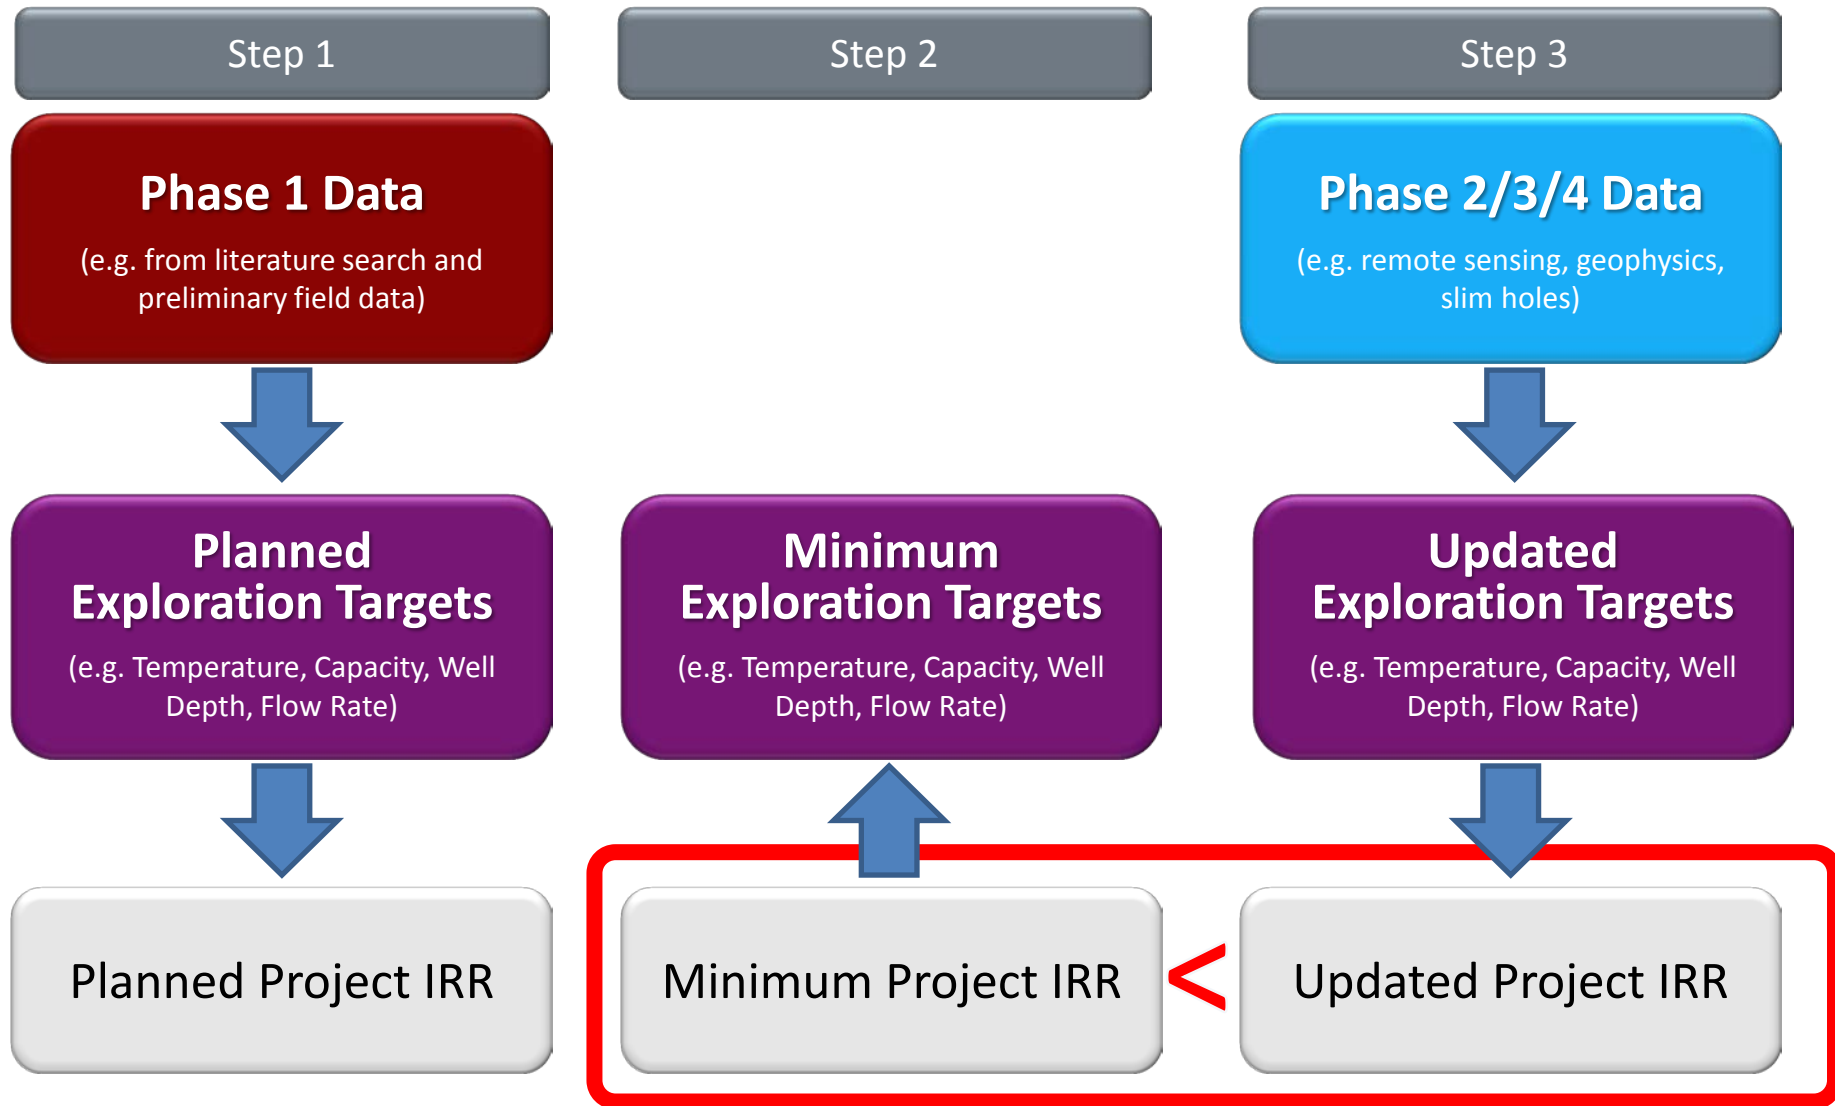 Step 1
Step 2
Step 3
Phase 1 Data
(e.g. from literature search and
preliminary field data)
Phase 2/3/4 Data
(e.g. remote sensing, geophysics,
slim holes)
Planned
Exploration Targets
(e.g. Temperature, Capacity, Well
Depth, Flow Rate)
Minimum
Exploration Targets
(e.g. Temperature, Capacity, Well
Depth, Flow Rate)
Updated
Exploration Targets
(e.g. Temperature, Capacity, Well
Depth, Flow Rate)
Planned Project IRR
Minimum Project IRR
<
Updated Project IRR